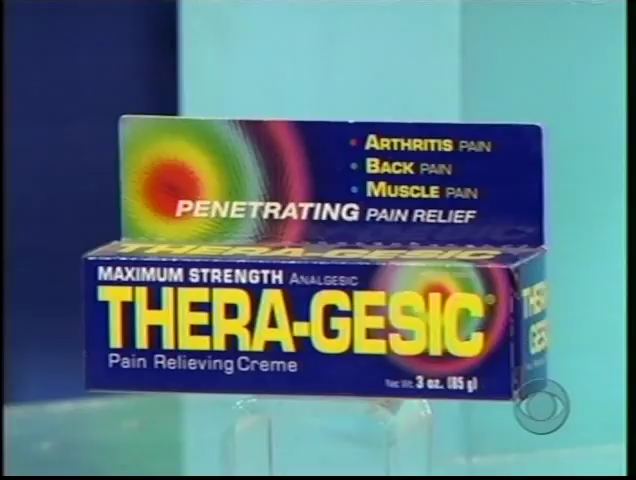 • ARTHRITIS PAIN
• BACK PAIN
• MUSCLE PAIN
PENETRATING PAIN RELIEF
THERA-GESIC
MAXIMUM STRENGTH ANALGESIC
THERA-GESIC®
Pain Relieving Creme
Net Wt. 3 oz. (85 g)
THERA
GESIC